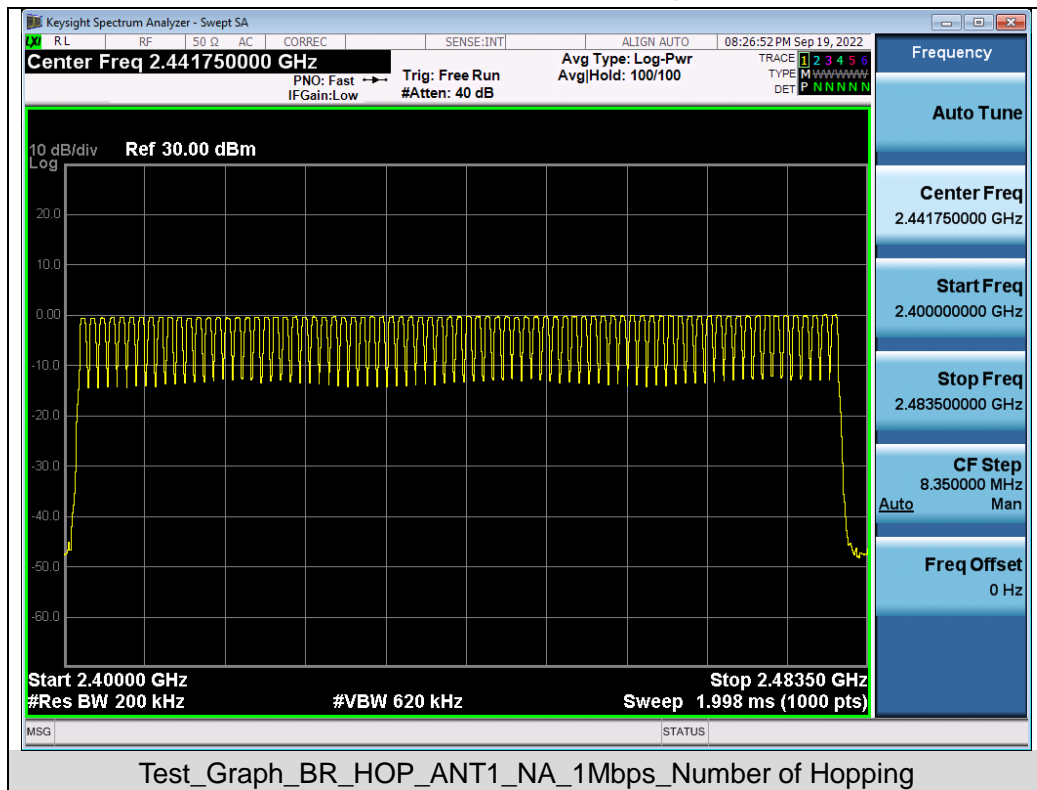 Keysight Spectrum Analyzer - Swept SA
LXI RL RF 50 Ω AC CORREC SENSE:INT ALIGN AUTO 08:26:52 PM Sep 19, 2022
Center Freq 2.441750000 GHz
PNO: Fast
IFGain:Low
Trig: Free Run
#Atten: 40 dB
Avg Type: Log-Pwr
Avg|Hold: 100/100
TRACE 1 2 3 4 5 6
TYPE M WWWWW
DET P N N N N N
10 dB/div
Log
Ref 30.00 dBm
20.0
10.0
0.00
-10.0
-20.0
-30.0
-40.0
-50.0
-60.0
Start 2.40000 GHz
Stop 2.48350 GHz
#Res BW 200 kHz
#VBW 620 kHz
Sweep 1.998 ms (1000 pts)
MSG
STATUS
Frequency
Auto Tune
Center Freq
2.441750000 GHz
Start Freq
2.400000000 GHz
Stop Freq
2.483500000 GHz
CF Step
8.350000 MHz
Auto Man
Freq Offset
0 Hz
Test_Graph_BR_HOP_ANT1_NA_1Mbps_Number of Hopping